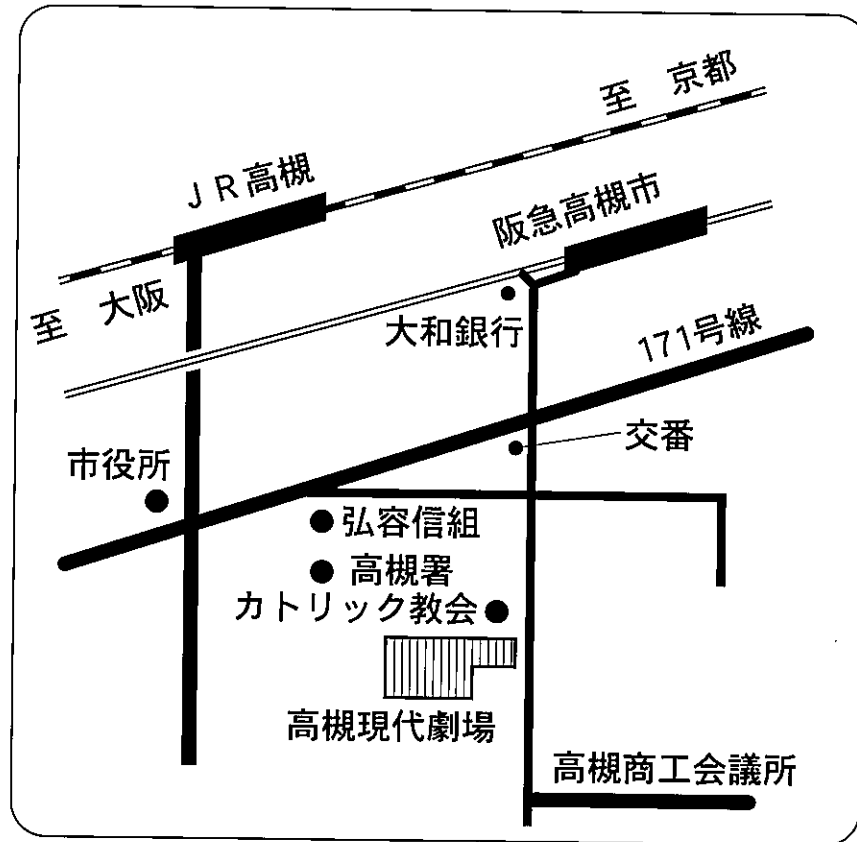 至 京都
JR高槻
阪急高槻市
至 大阪
大和銀行
171号線
交番
市役所
弘容信組
高槻署
カトリック教会
高槻現代劇場
高槻商工会議所